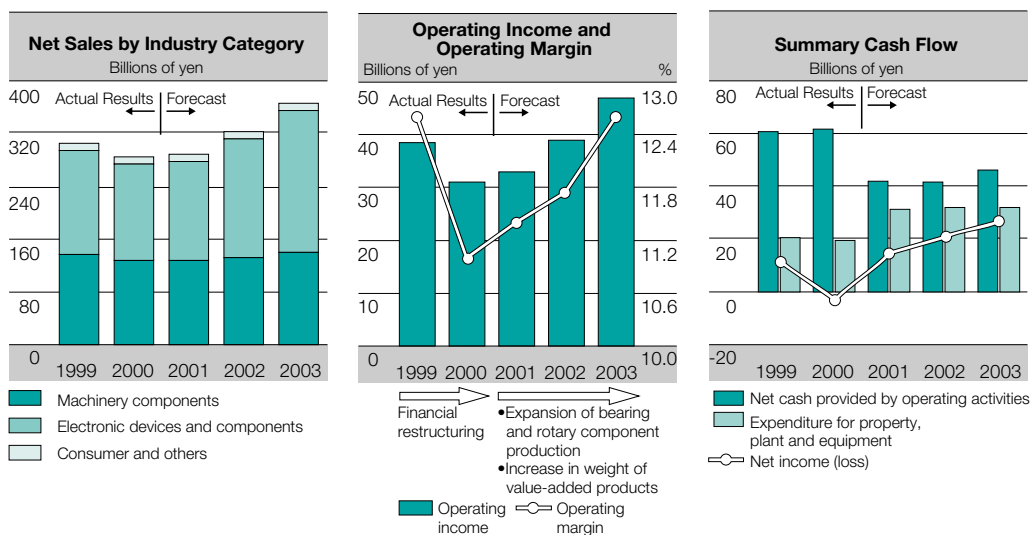 Net Sales by Industry Category
Billions of yen
400
320
240
160
80
0
Actual Results
Forecast
1999 2000 2001 2002 2003
Machinery components
Electronic devices and components
Consumer and others
Operating Income and
Operating Margin
Billions of yen %
50
40
30
20
10
0
Actual Results
Forecast
13.0
12.4
11.8
11.2
10.6
10.0
1999 2000 2001 2002 2003
Financial
restructuring
•Expansion of bearing
and rotary component
production
•Increase in weight of
value-added products
Operating
income
Operating
margin
Summary Cash Flow
Billions of yen
80
60
40
20
0
-20
Actual Results
Forecast
1999 2000 2001 2002 2003
Net cash provided by operating activities
Expenditure for property,
plant and equipment
Net income (loss)